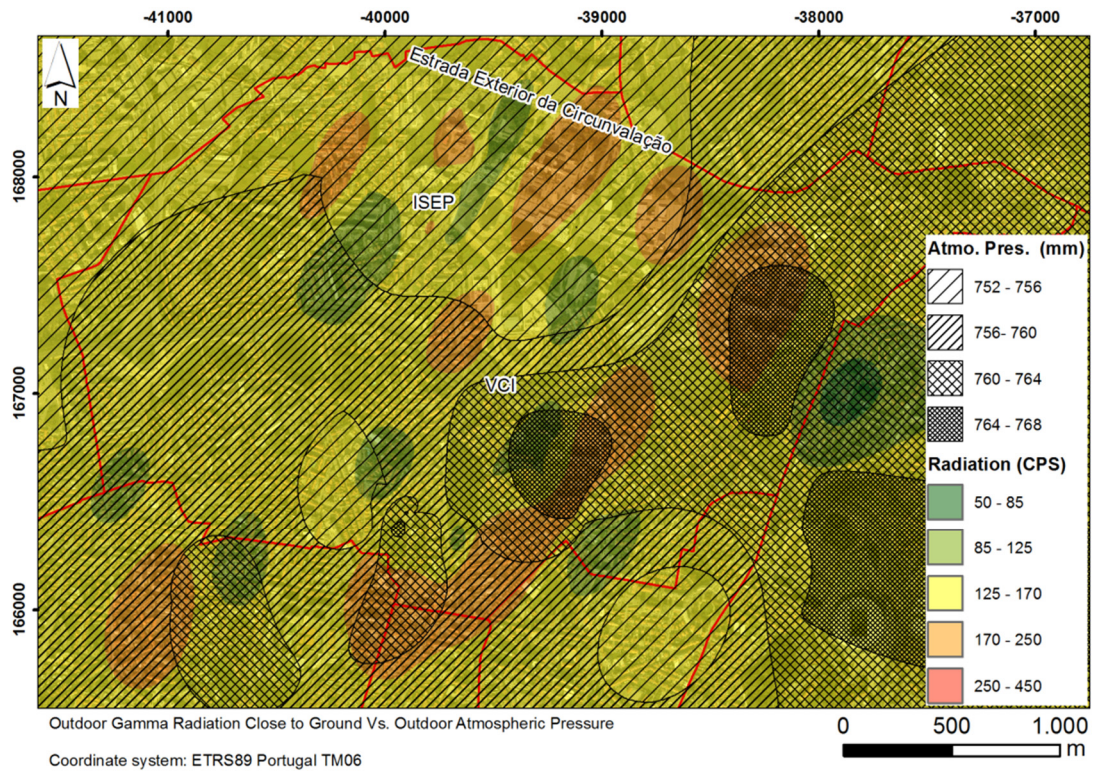 -41000 -40000 -39000 -38000 -37000
N
Estrada Exterior da Circunvalação
168000
ISEP
167000
VCI
166000
Atmo. Pres. (mm)
752 - 756
756- 760
760 - 764
764 - 768
Radiation (CPS)
50 - 85
85 - 125
125 - 170
170 - 250
250 - 450
Outdoor Gamma Radiation Close to Ground Vs. Outdoor Atmospheric Pressure
Coordinate system: ETRS89 Portugal TM06
0 500 1.000
m